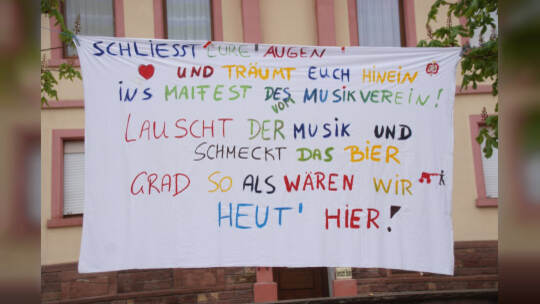 SCHLIESST EURE AUGEN !
UND TRÄUMT EUCH HINEIN
INS MAIFEST DES VOM MUSIKVEREIN!
LAUSCHT DER MUSIK UND
SCHMECKT DAS BIER
GRAD SO ALS WÄREN WIR
HEUT' HIER!